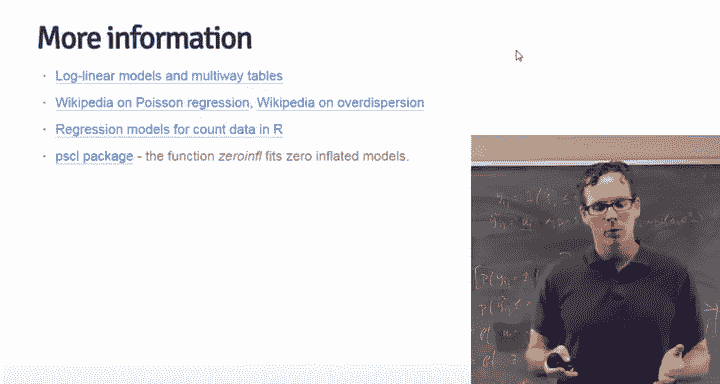 More information
Log-linear models and multiway tables
Wikipedia on Poisson regression, Wikipedia on overdispersion
Regression models for count data in R
pscl package - the function zeroinfl fits zero inflated models.